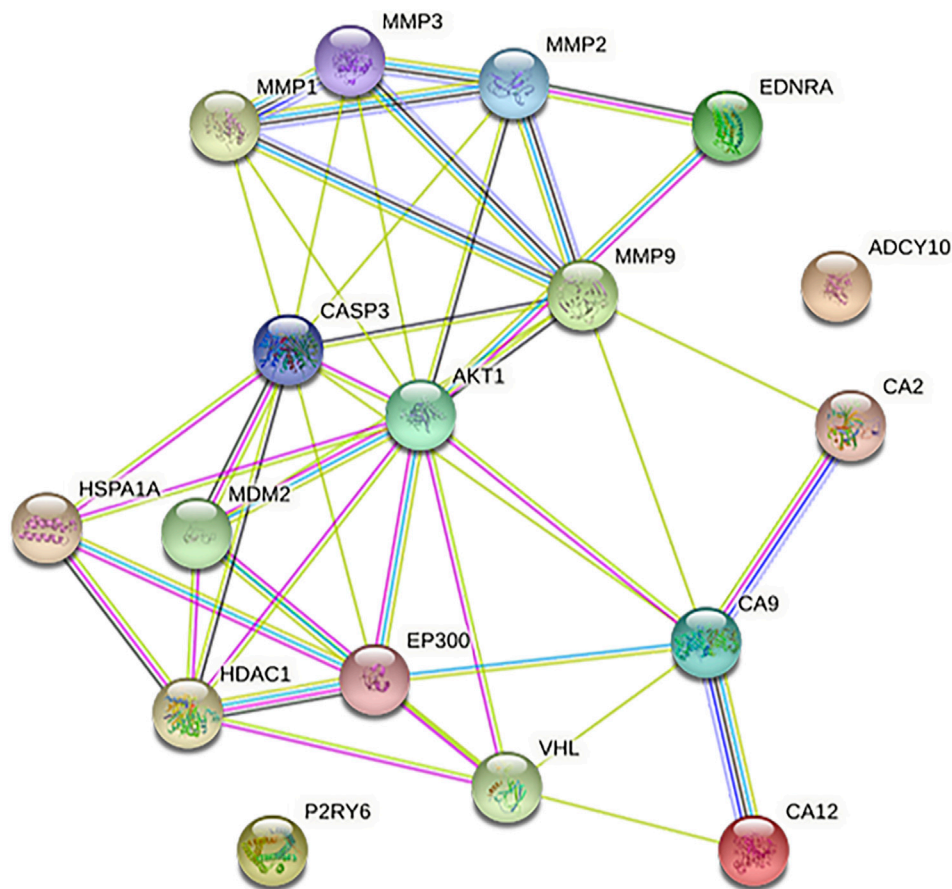 MMP3
MMP2
MMP1
EDNRA
MMP9
ADCY10
CASP3
AKT1
CA2
HSPA1A
MDM2
CA9
EP300
HDAC1
VHL
P2RY6
CA12